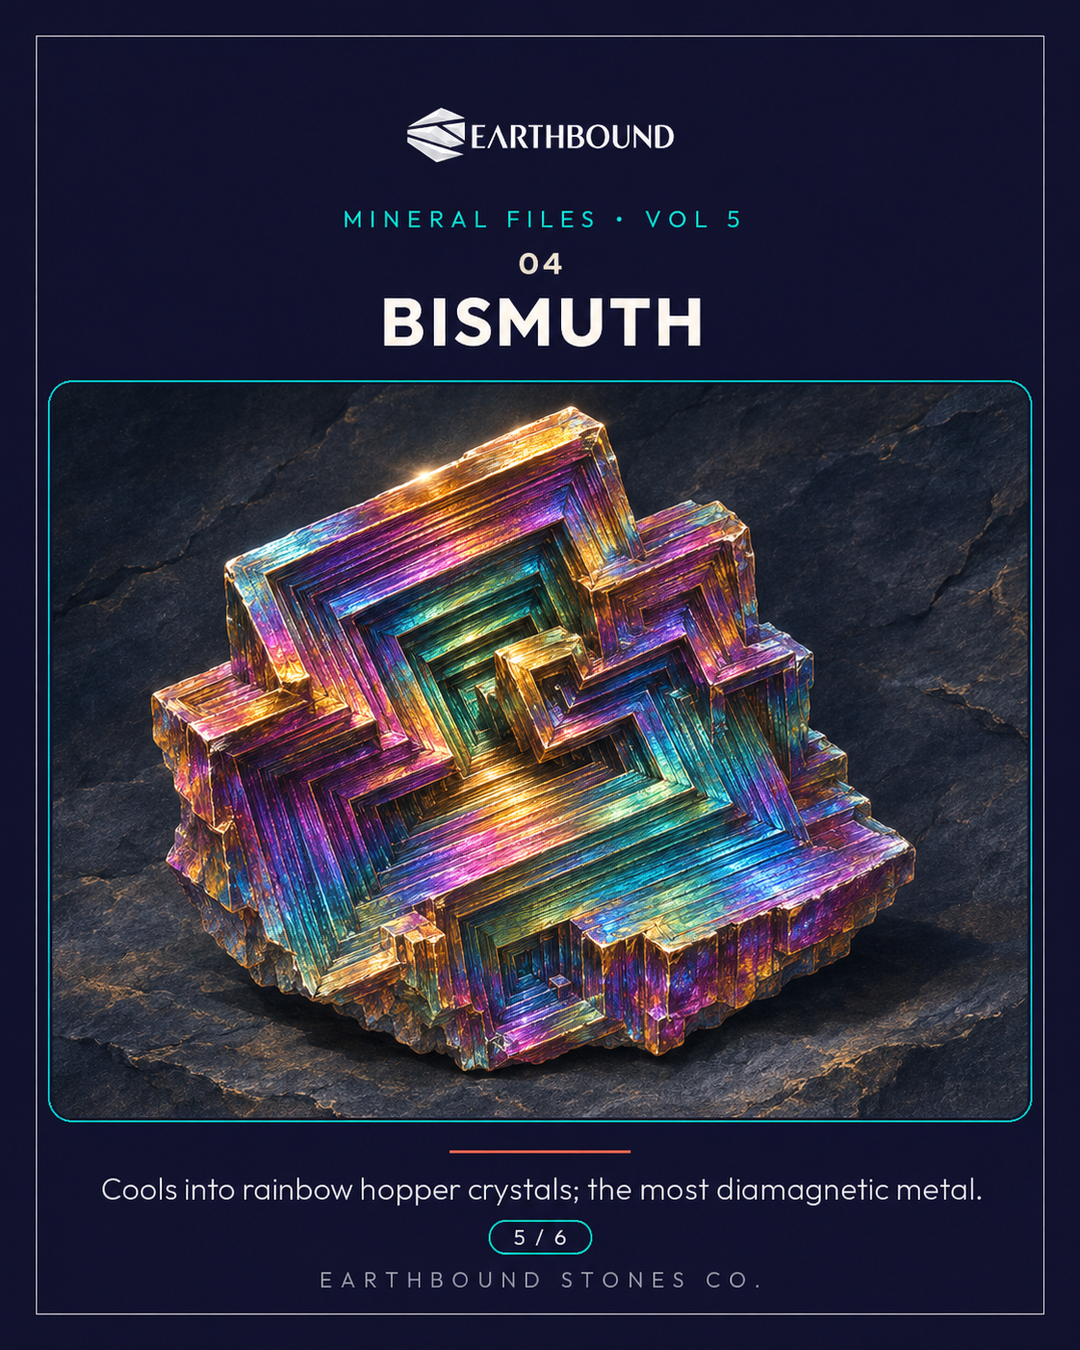 EARTHBOUND
MINERAL FILES • VOL 5
04
BISMUTH
Cools into rainbow hopper crystals; the most diamagnetic metal.
5 / 6
EARTHBOUND STONES CO.